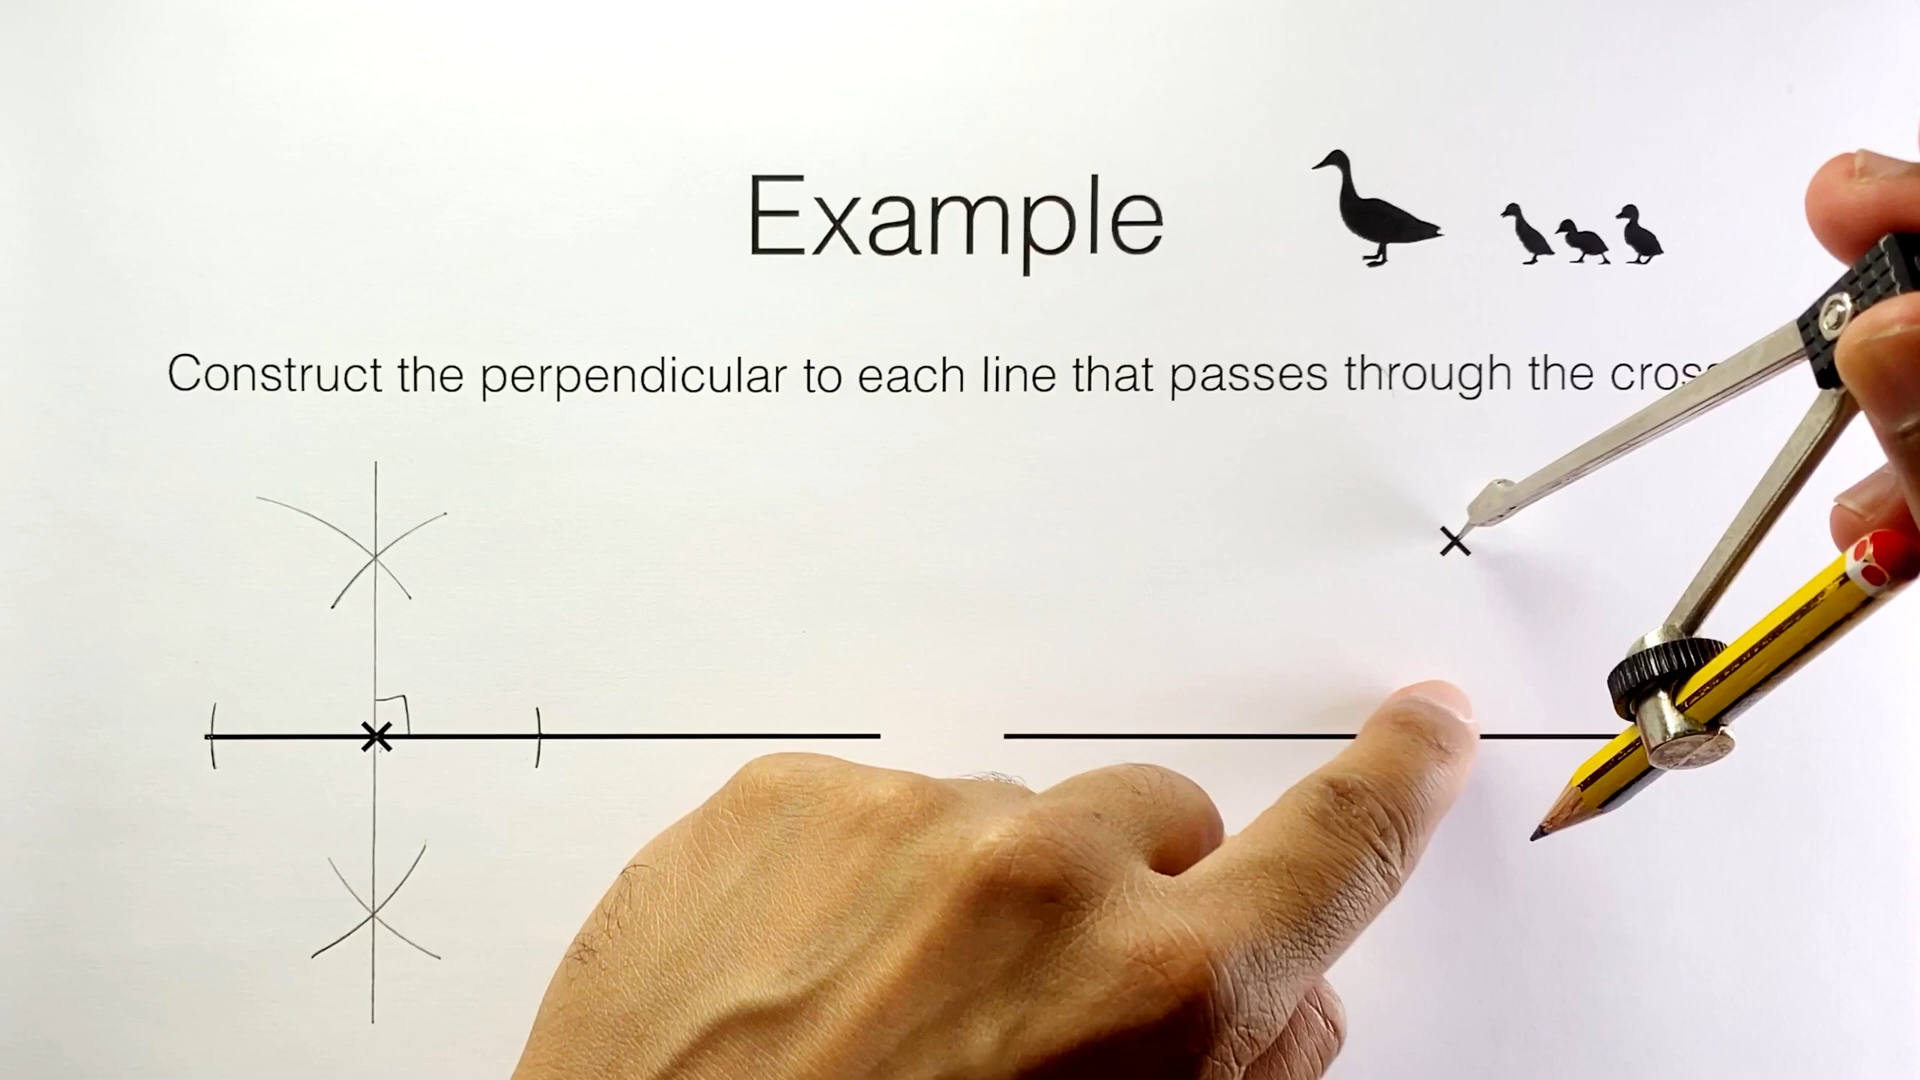 Example
Construct the perpendicular to each line that passes through the